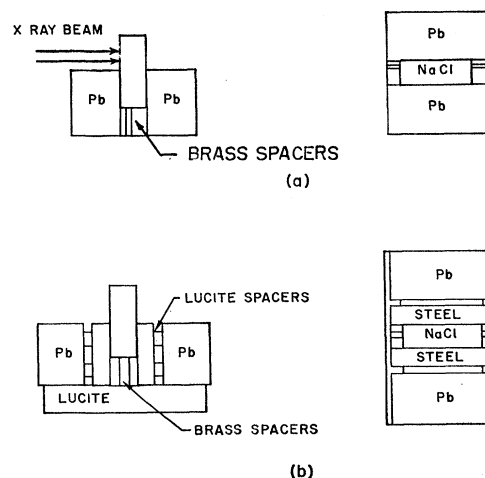 X RAY BEAM
Pb
Pb
BRASS SPACERS
Pb
NaCl
Pb
(a)
LUCITE SPACERS
Pb
Pb
LUCITE
BRASS SPACERS
Pb
STEEL
NaCl
STEEL
Pb
(b)